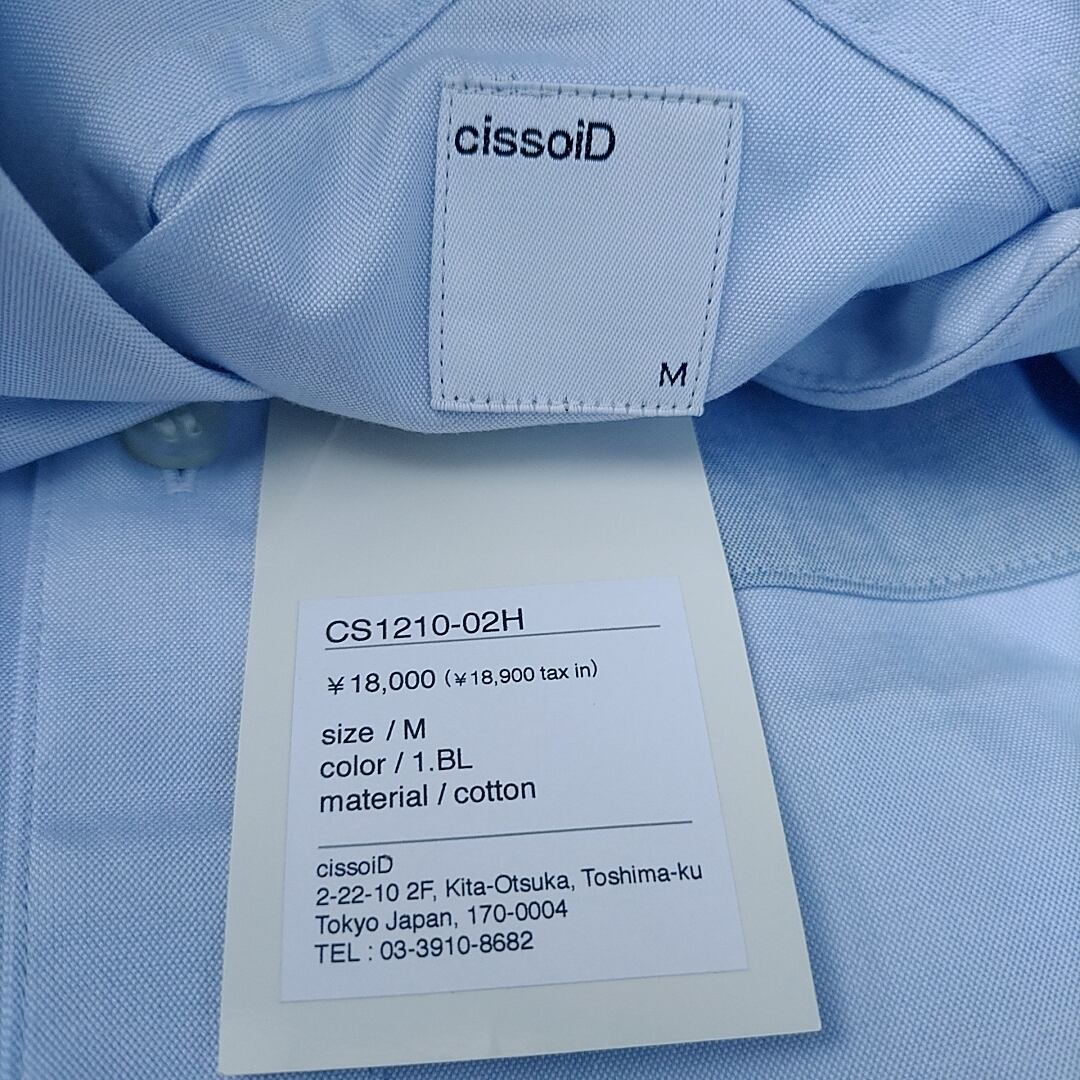 cissoiD
M
CS1210-02H
¥18,000 (¥18,900 tax in)
size / M
color / 1.BL
material / cotton
cissoiD
2-22-10 2F, Kita-Otsuka, Toshima-ku
Tokyo Japan, 170-0004
TEL : 03-3910-8682